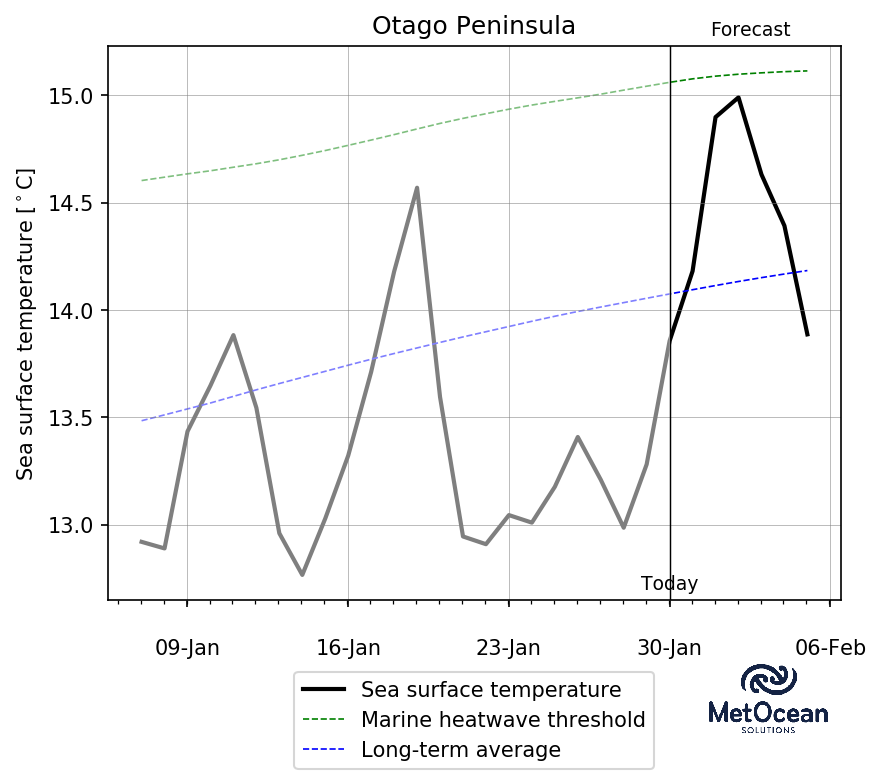 Otago Peninsula
Forecast
Sea surface temperature [°C]
15.0
14.5
14.0
13.5
13.0
Today
09-Jan
16-Jan
23-Jan
30-Jan
06-Feb
Sea surface temperature
Marine heatwave threshold
Long-term average
MetOcean
SOLUTIONS